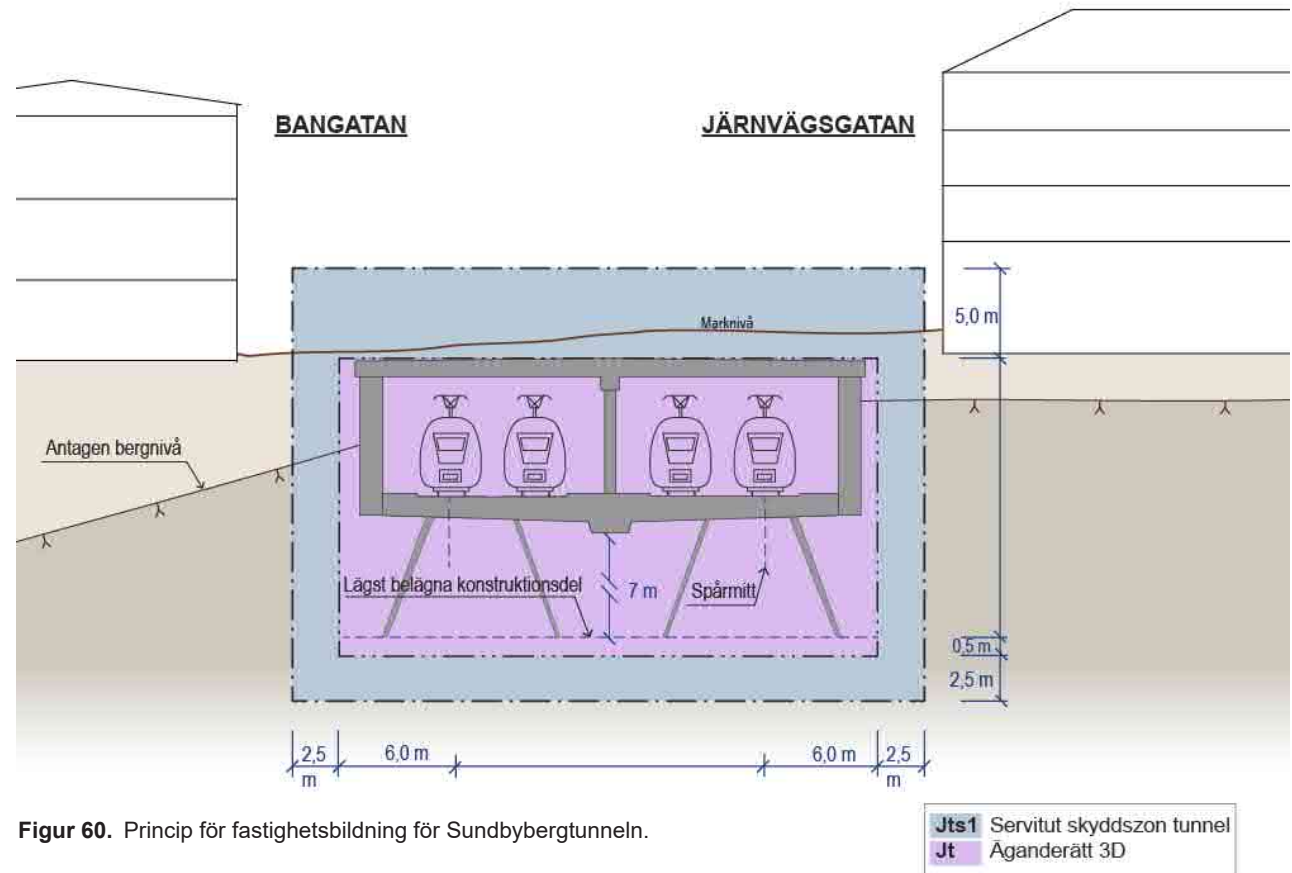 BANGATAN
JÄRNVÄGSGATAN
5,0 m
Marknivå
Antagen bergnivå
Lägst belägna konstruktionsdel
7 m
Spårmitt
0,5 m
2,5 m
2,5
m
6,0 m
6,0 m
2,5
m
Figur 60. Princip för fastighetsbildning för Sundbybergtunneln.
Jts1 Servitut skyddszon tunnel
Jt Äganderätt 3D